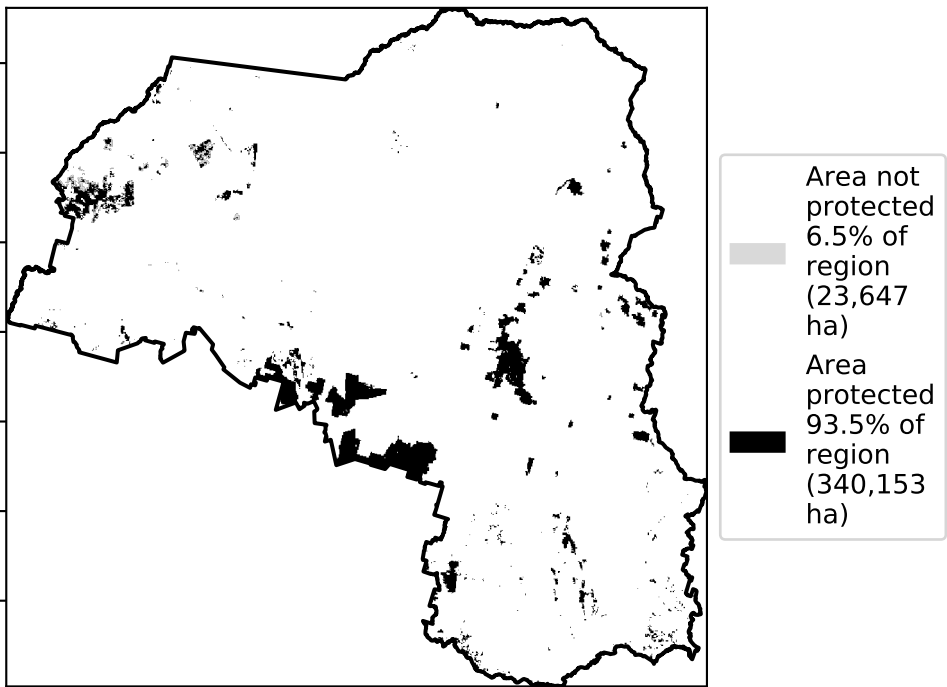 Area not
protected
6.5% of
region
(23,647
ha)
Area
protected
93.5% of
region
(340,153
ha)